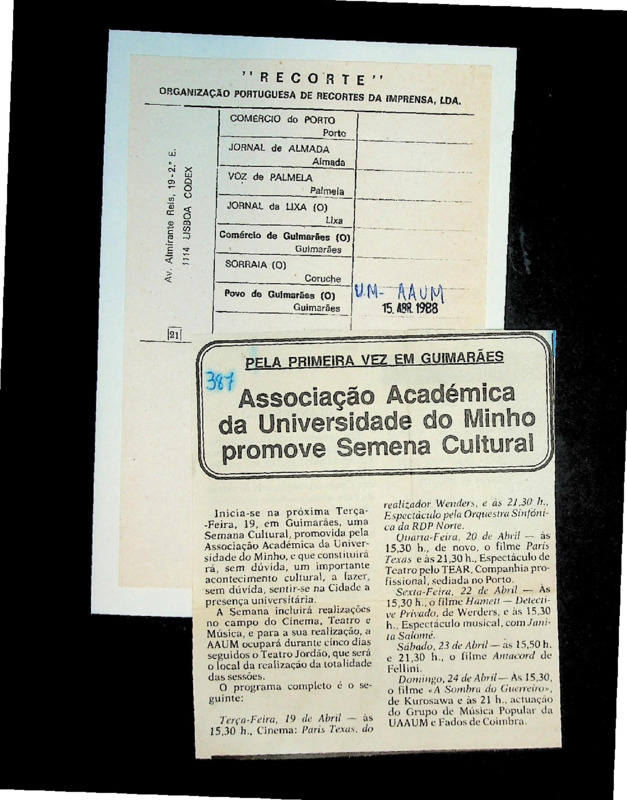 "RECORTE"
ORGANIZAÇÃO PORTUGUESA DE RECORTES DA IMPRENSA, LDA.
Av. Almirante Reis, 19 - 2.º E.
1114 LISBOA CODEX
COMÉRCIO do PORTO
Porto
JORNAL de ALMADA
Almada
VOZ de PALMELA
Palmela
JORNAL da LIXA (O)
Lixa
Comércio de Guimarães (O)
Guimarães
SORRAIA (O)
Coruche
Povo de Guimarães (O)
Guimarães
UM- AAUM
15. ABR. 1988
21
PELA PRIMEIRA VEZ EM GUIMARÃES
387
Associação Académica
da Universidade do Minho
promove Semena Cultural
Inicia-se na próxima Terça-
-Feira, 19, em Guimarães, uma
Semana Cultural, promovida pela
Associação Académica da Univer-
sidade do Minho, e que constituirá
rá, sem dúvida, um importante
acontecimento cultural, a fazer,
sem dúvida, sentir-se na Cidade a
presença universitária.
A Semana incluirá realizações
no campo do Cinema, Teatro e
Música, e para a sua realização, a
AAUM ocupará durante cinco dias
seguidos o Teatro Jordão, que será
o local da realização da totalidade
das sessões.
O programa completo é o se-
guinte:
Terça-Feira, 19 de Abril — às
15,30 h., Cinema: Paris Texas, do
realizador Wenders, e às 21,30 h.,
Espectáculo pela Orquestra Sinfóni-
ca da RDP Norte.
Quarta-Feira, 20 de Abril — às
15,30 h., de novo, o filme Paris
Texas e às 21,30 h., Espectáculo de
Teatro pelo TEAR, Companhia pro-
fissional, sediada no Porto.
Sexta-Feira, 22 de Abril — Às
15,30 h., o filme Hamett — Detecti-
ve Privado, de Werders, e às 15,30
h., Espectáculo musical, com Jani-
ta Salomé.
Sábado, 23 de Abril — às 15,50 h.
e 21,30 h., o filme Amacord de
Fellini.
Domingo, 24 de Abril — Às 15,30,
o filme «A Sombra do Guerreiro»,
de Kurosawa e às 21 h., actuação
do Grupo de Música Popular da
UAAUM e Fados de Coimbra.